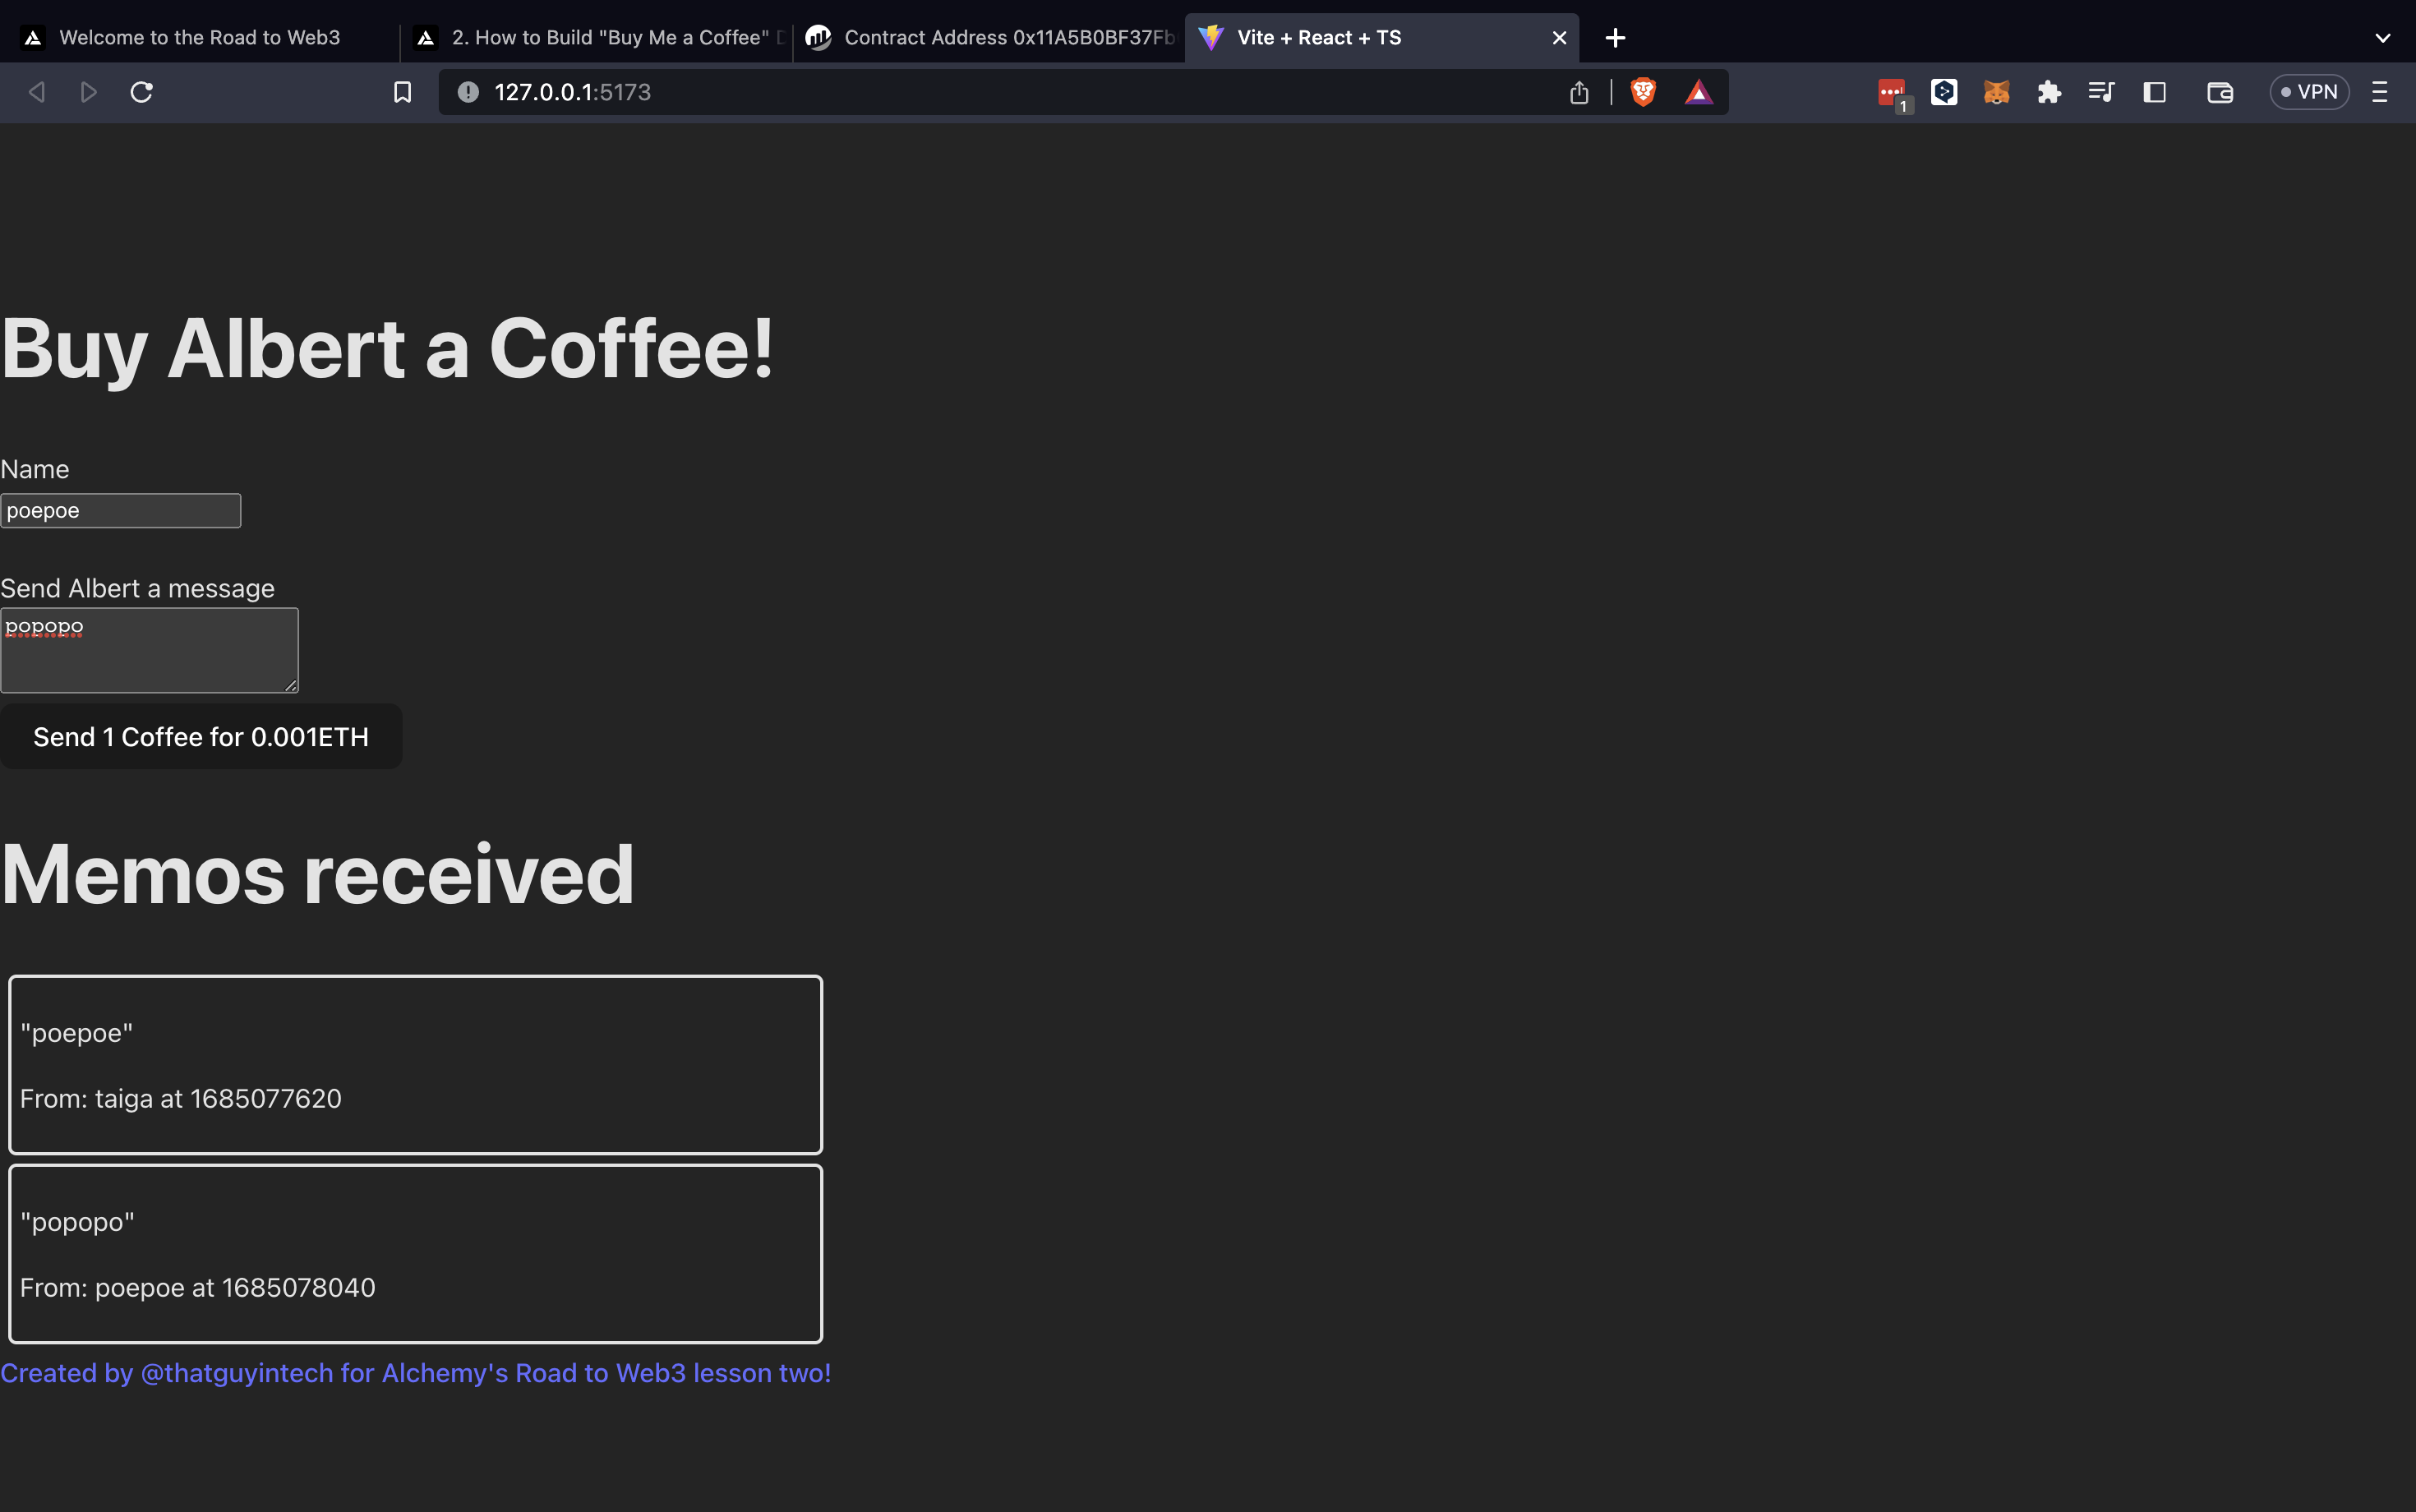 Welcome to the Road to Web3
2. How to Build "Buy Me a Coffee" D
Contract Address 0x11A5B0BF37Fb
Vite + React + TS
127.0.0.1:5173
1
VPN
Buy Albert a Coffee!
Name
poepoe
Send Albert a message
popopo
Send 1 Coffee for 0.001ETH
Memos received
"poepoe"
From: taiga at 1685077620
"popopo"
From: poepoe at 1685078040
Created by @thatguyintech for Alchemy's Road to Web3 lesson two!